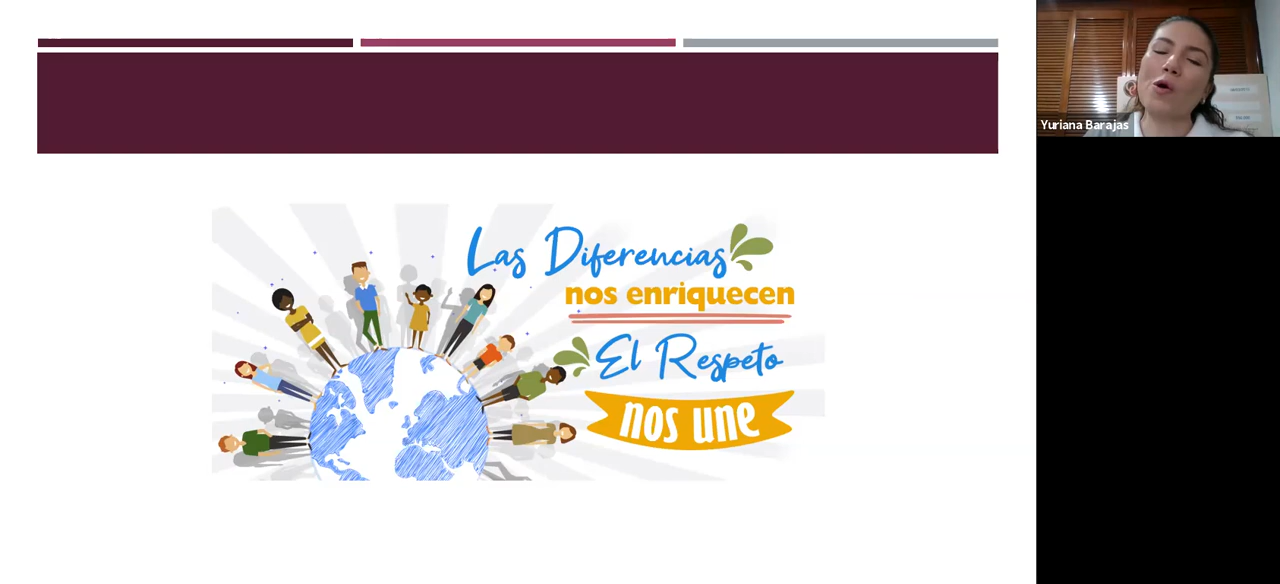 Las Diferencias
nos enriquecen
El Respeto
nos une
Yuriana Barajas